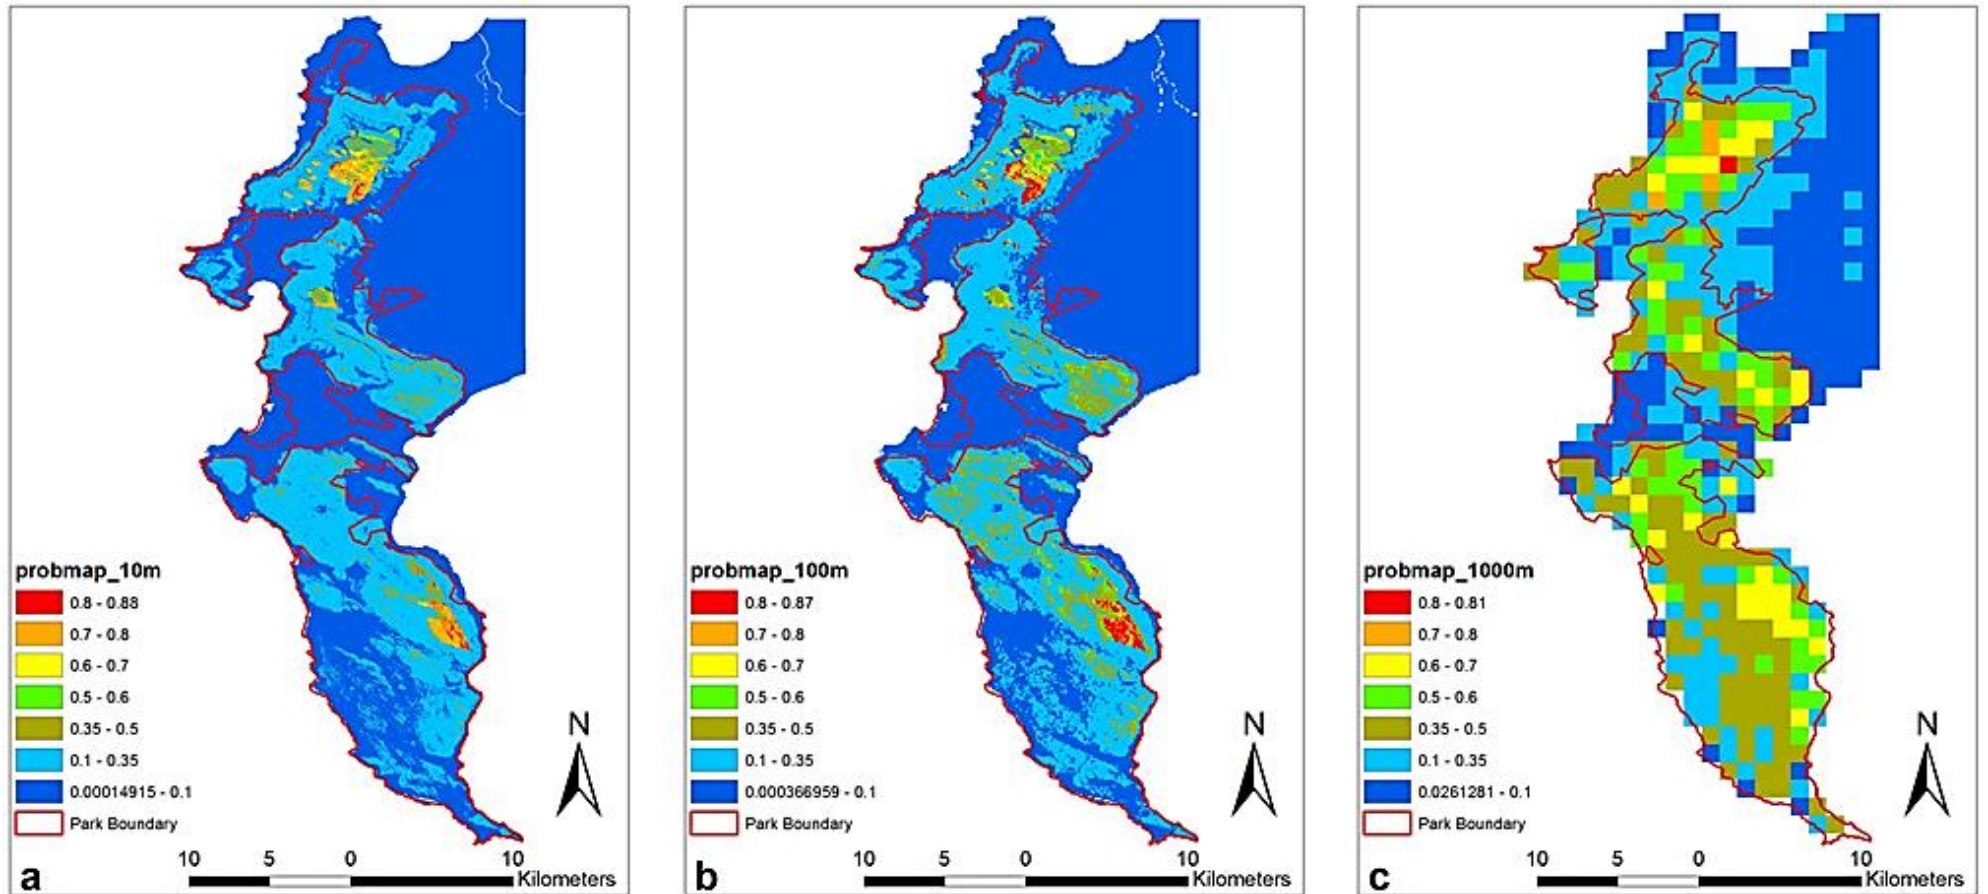 probmap_10m
0.8 - 0.88
0.7 - 0.8
0.6 - 0.7
0.5 - 0.6
0.35 - 0.5
0.1 - 0.35
0.00014915 - 0.1
Park Boundary
N
10 5 0 10
Kilometers
a
probmap_100m
0.8 - 0.87
0.7 - 0.8
0.6 - 0.7
0.5 - 0.6
0.35 - 0.5
0.1 - 0.35
0.000366959 - 0.1
Park Boundary
N
10 5 0 10
Kilometers
b
probmap_1000m
0.8 - 0.81
0.7 - 0.8
0.6 - 0.7
0.5 - 0.6
0.35 - 0.5
0.1 - 0.35
0.0261281 - 0.1
Park Boundary
N
10 5 0 10
Kilometers
c